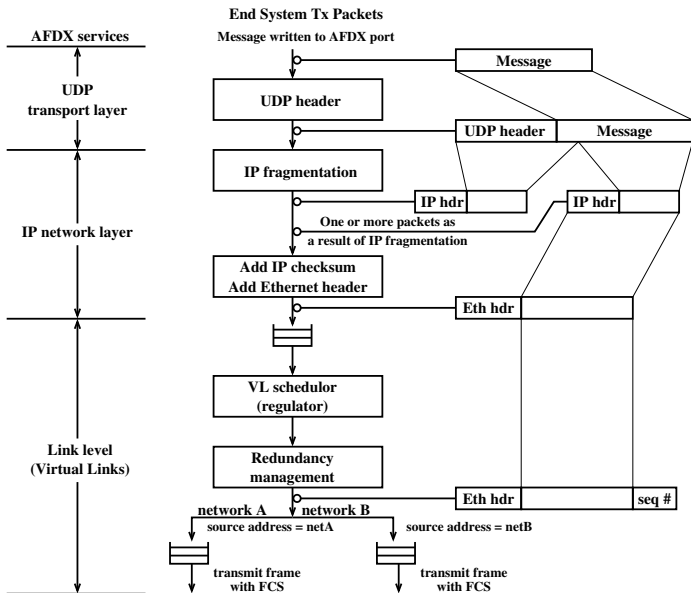 End System Tx Packets
AFDX services
Message written to AFDX port
Message
UDP
transport layer
UDP header
UDP header
Message
IP fragmentation
IP hdr
IP hdr
One or more packets as
a result of IP fragmentation
IP network layer
Add IP checksum
Add Ethernet header
Eth hdr
VL schedulor
(regulator)
Link level
(Virtual Links)
Redundancy
management
Eth hdr
seq #
network A
network B
source address = netA
source address = netB
transmit frame
with FCS
transmit frame
with FCS